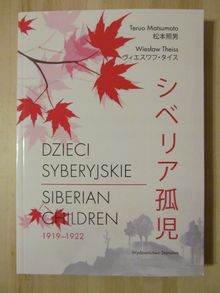 Teruo Matsumoto
松本照男
Wiesław Theiss
ヴィエスワフ・タイス
シベリア孤児
DZIECI
SYBERYJSKIE
SIBERIAN
CHILDREN
1919–1922